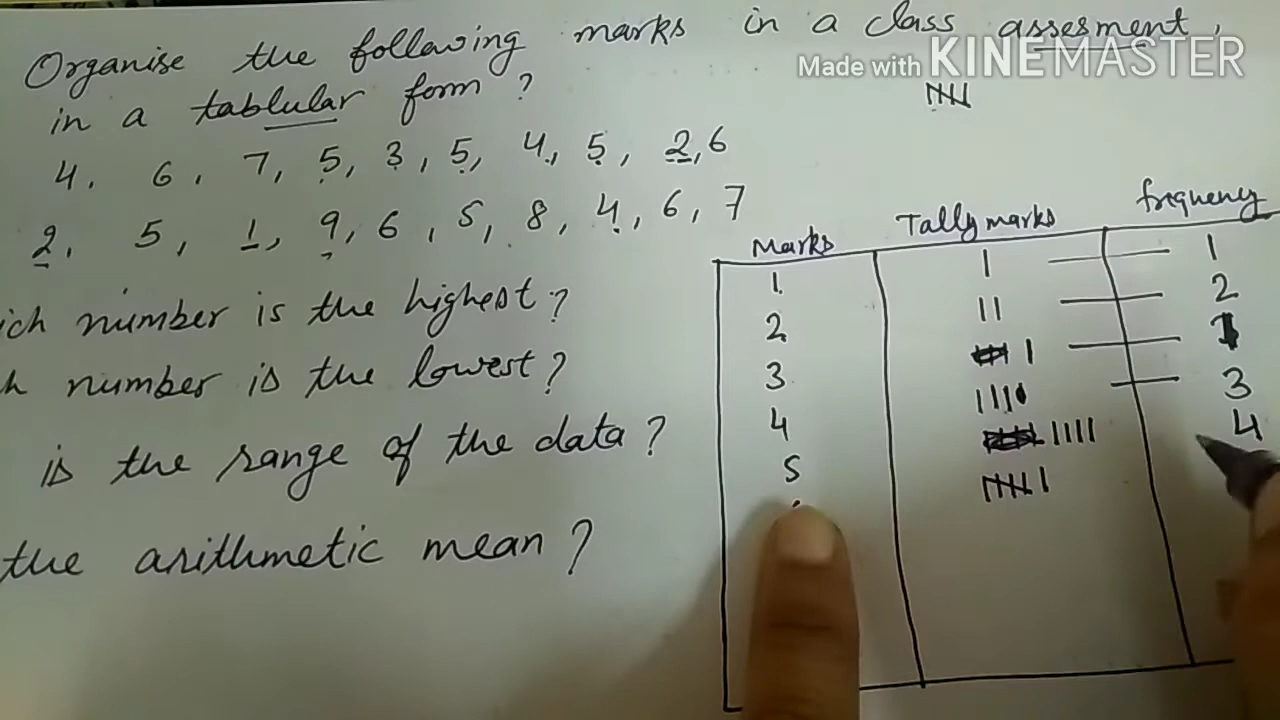 Organise the following marks in a class assesment,
in a tablular form?
Made with KINEMASTER
4, 6, 7, 5, 3, 5, 4, 5, 2, 6
2, 5, 1, 9, 6, 5, 8, 4, 6, 7
ich number is the highest?
h number is the lowest?
is the range of the data?
the arithmetic mean?
Marks Tally marks frequency
1 1
2 2
3
4 3
5 4